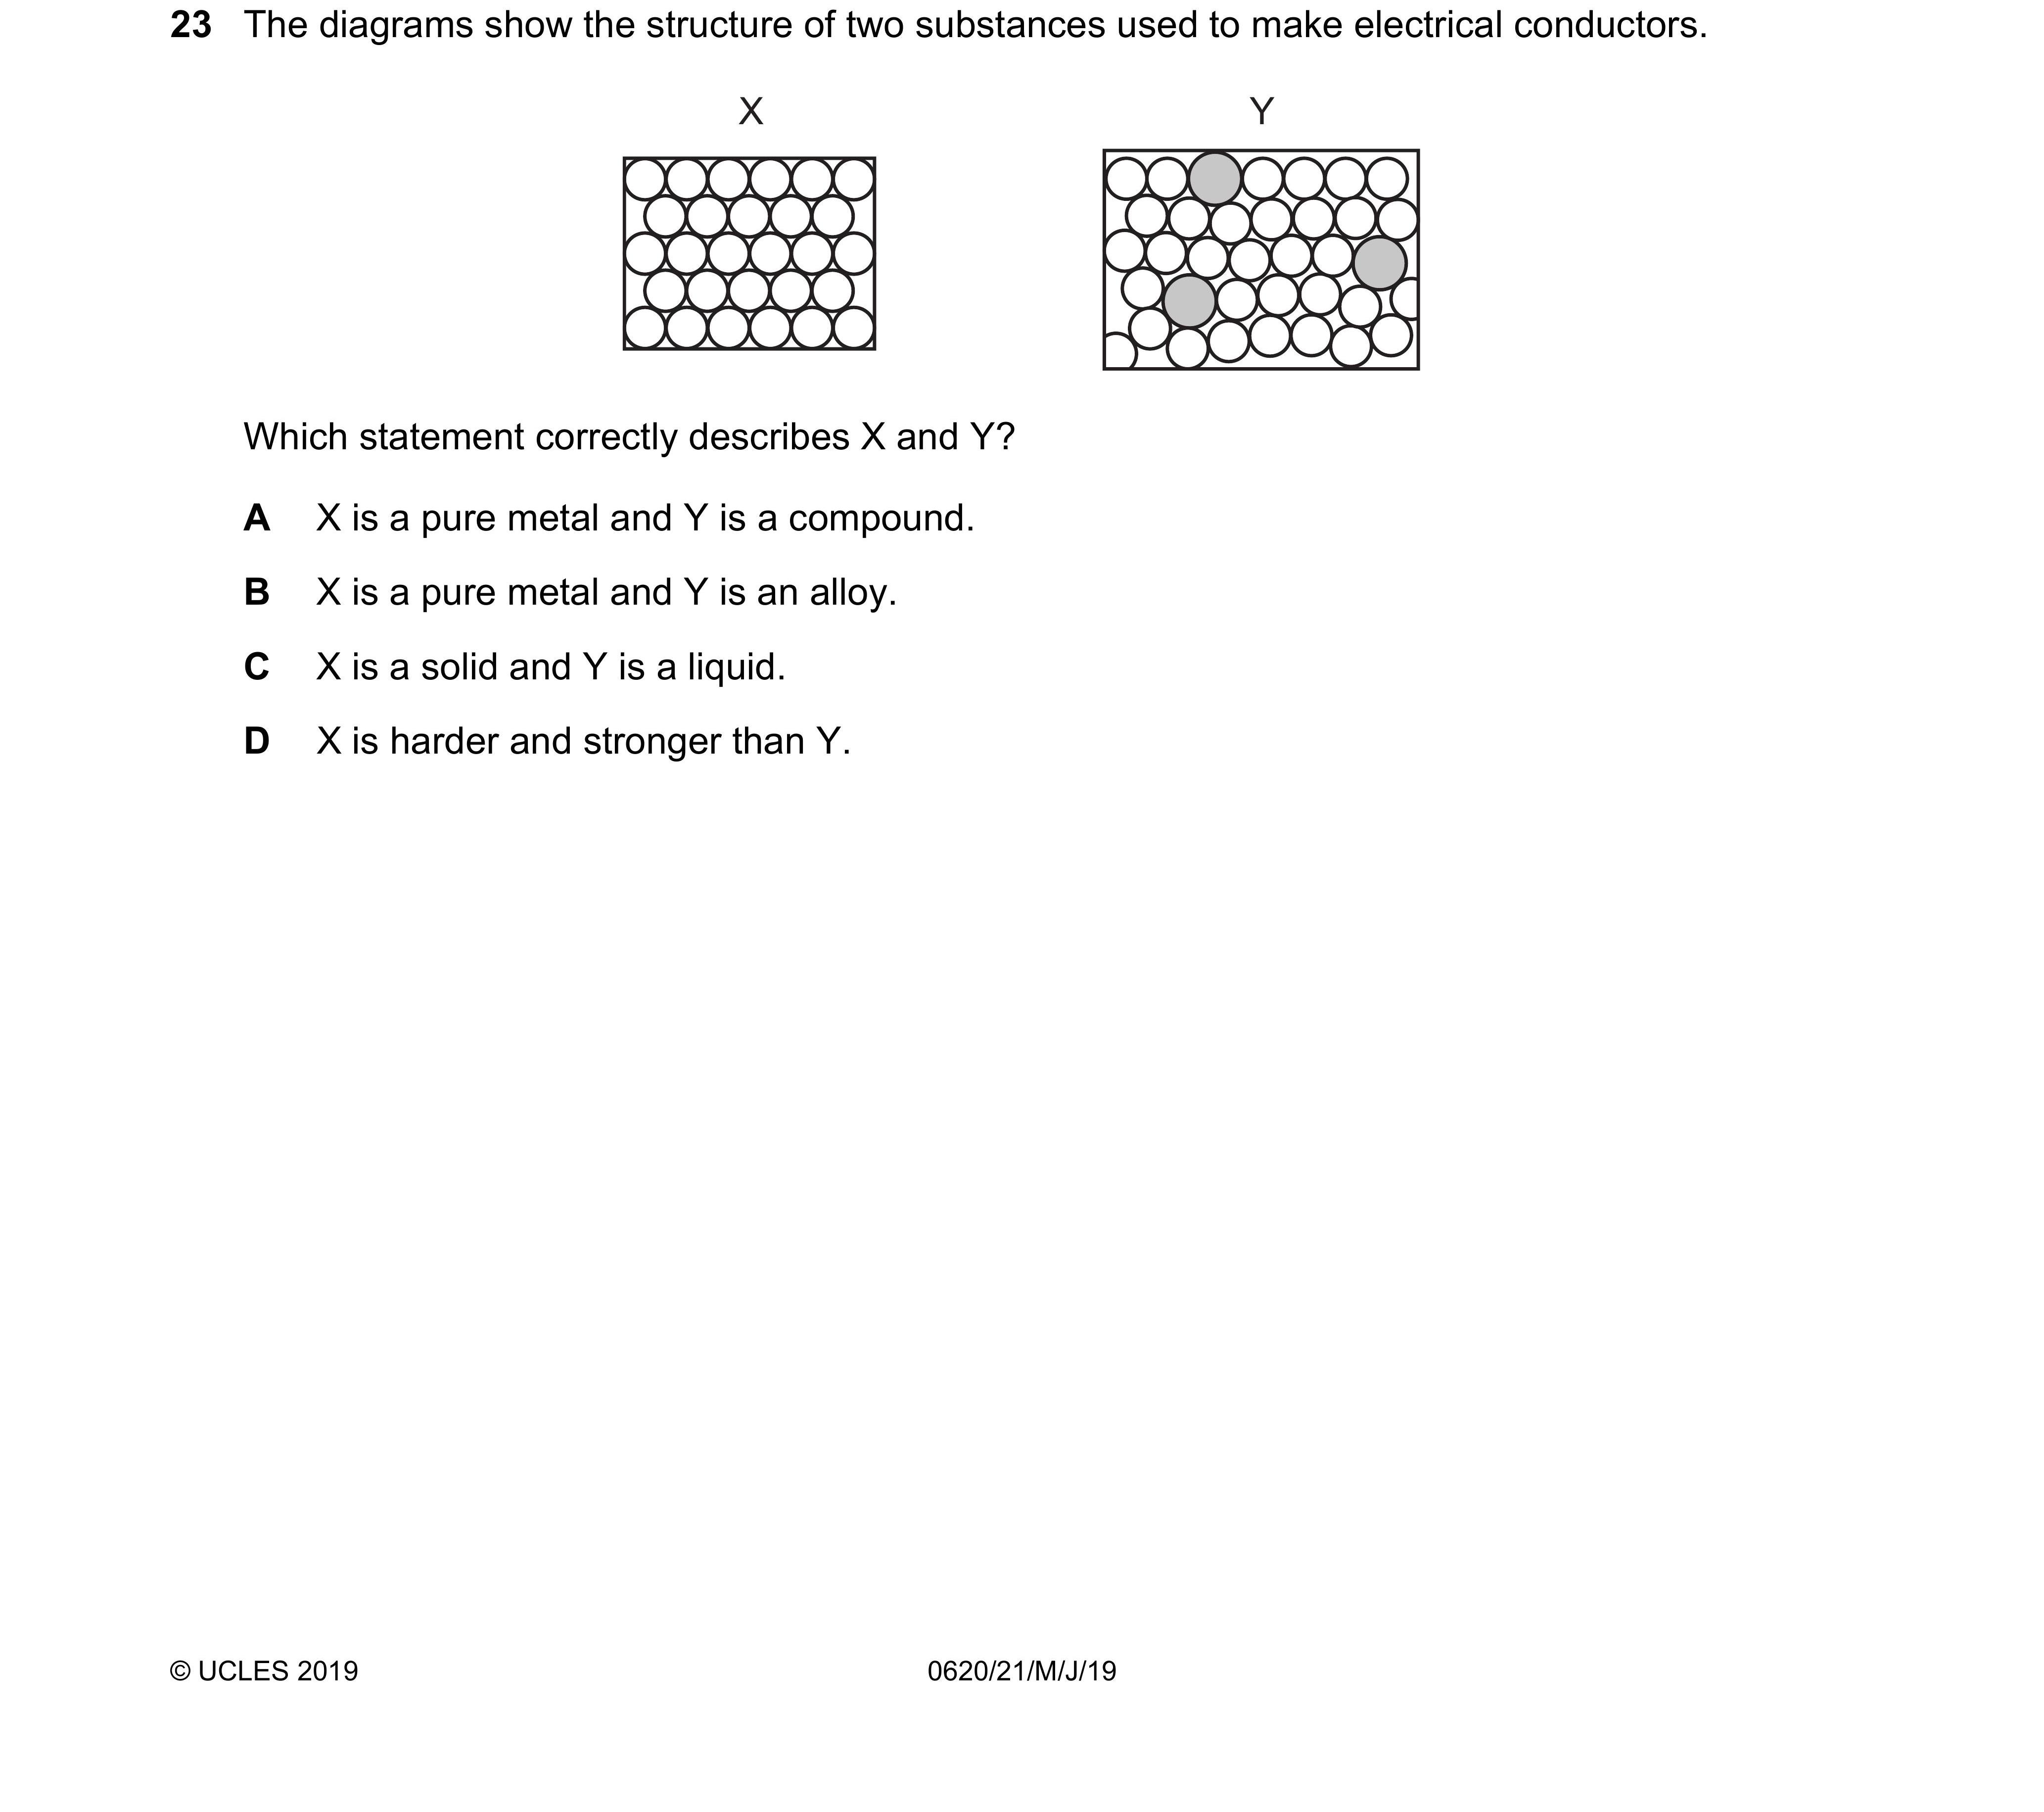 23 The diagrams show the structure of two substances used to make electrical conductors.
X Y
Which statement correctly describes X and Y?
A X is a pure metal and Y is a compound.
B X is a pure metal and Y is an alloy.
C X is a solid and Y is a liquid.
D X is harder and stronger than Y.
© UCLES 2019 0620/21/M/J/19